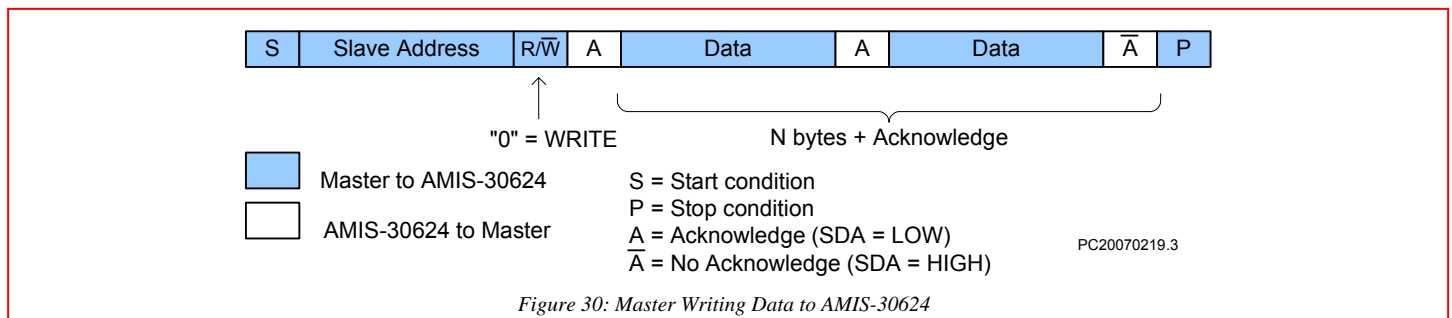 S Slave Address R/W̅ A Data A Data A̅ P
"0" = WRITE N bytes + Acknowledge
Master to AMIS-30624
AMIS-30624 to Master
S = Start condition
P = Stop condition
A = Acknowledge (SDA = LOW)
A̅ = No Acknowledge (SDA = HIGH)
PC20070219.3
Figure 30: Master Writing Data to AMIS-30624